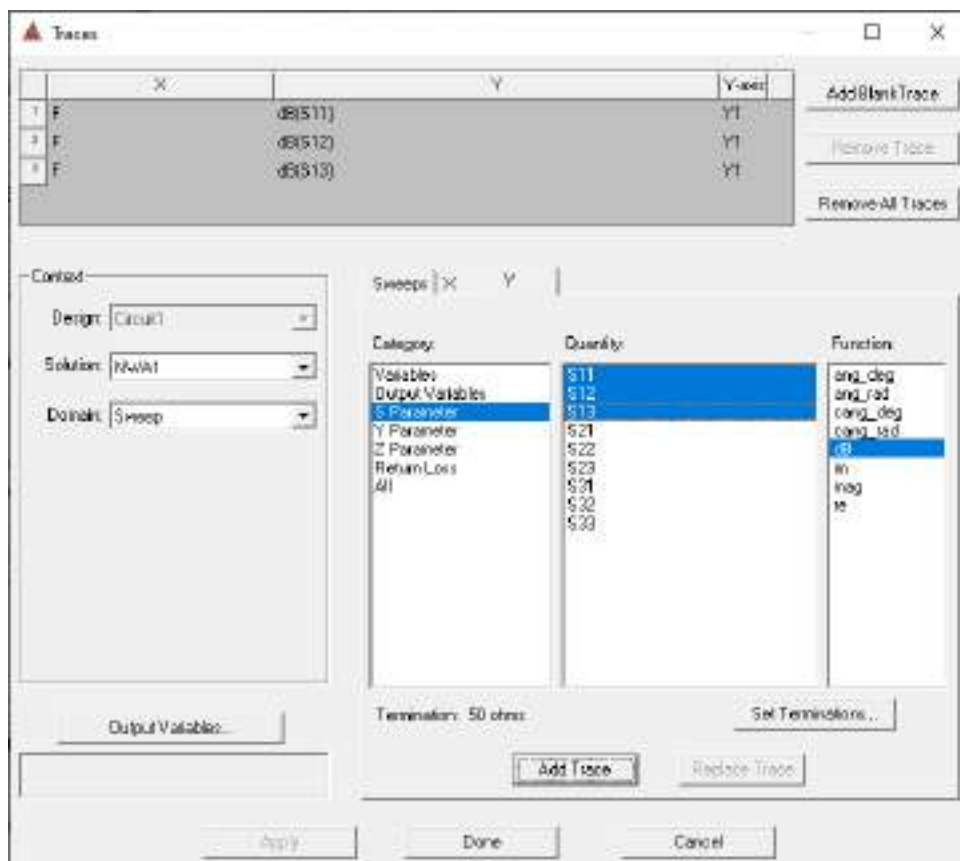 Traces
X Y Y-axis
1 F dB(S11) Y1
2 F dB(S12) Y1
3 F dB(S13) Y1
Add Blank Trace
Remove Trace
Remove All Traces
Context
Design: Circuit1
Solution: NWA1
Domain: Sweep
Output Variables...
Sweeps X Y
Category:
Variables
Output Variables
S Parameter
Y Parameter
Z Parameter
Return Loss
All
Quantity:
S11
S12
S13
S21
S22
S23
S31
S32
S33
Function:
ang_deg
ang_rad
cang_deg
cang_rad
dB
im
mag
re
Termination: 50 ohms
Set Terminations...
Add Trace
Replace Trace
Apply
Done
Cancel